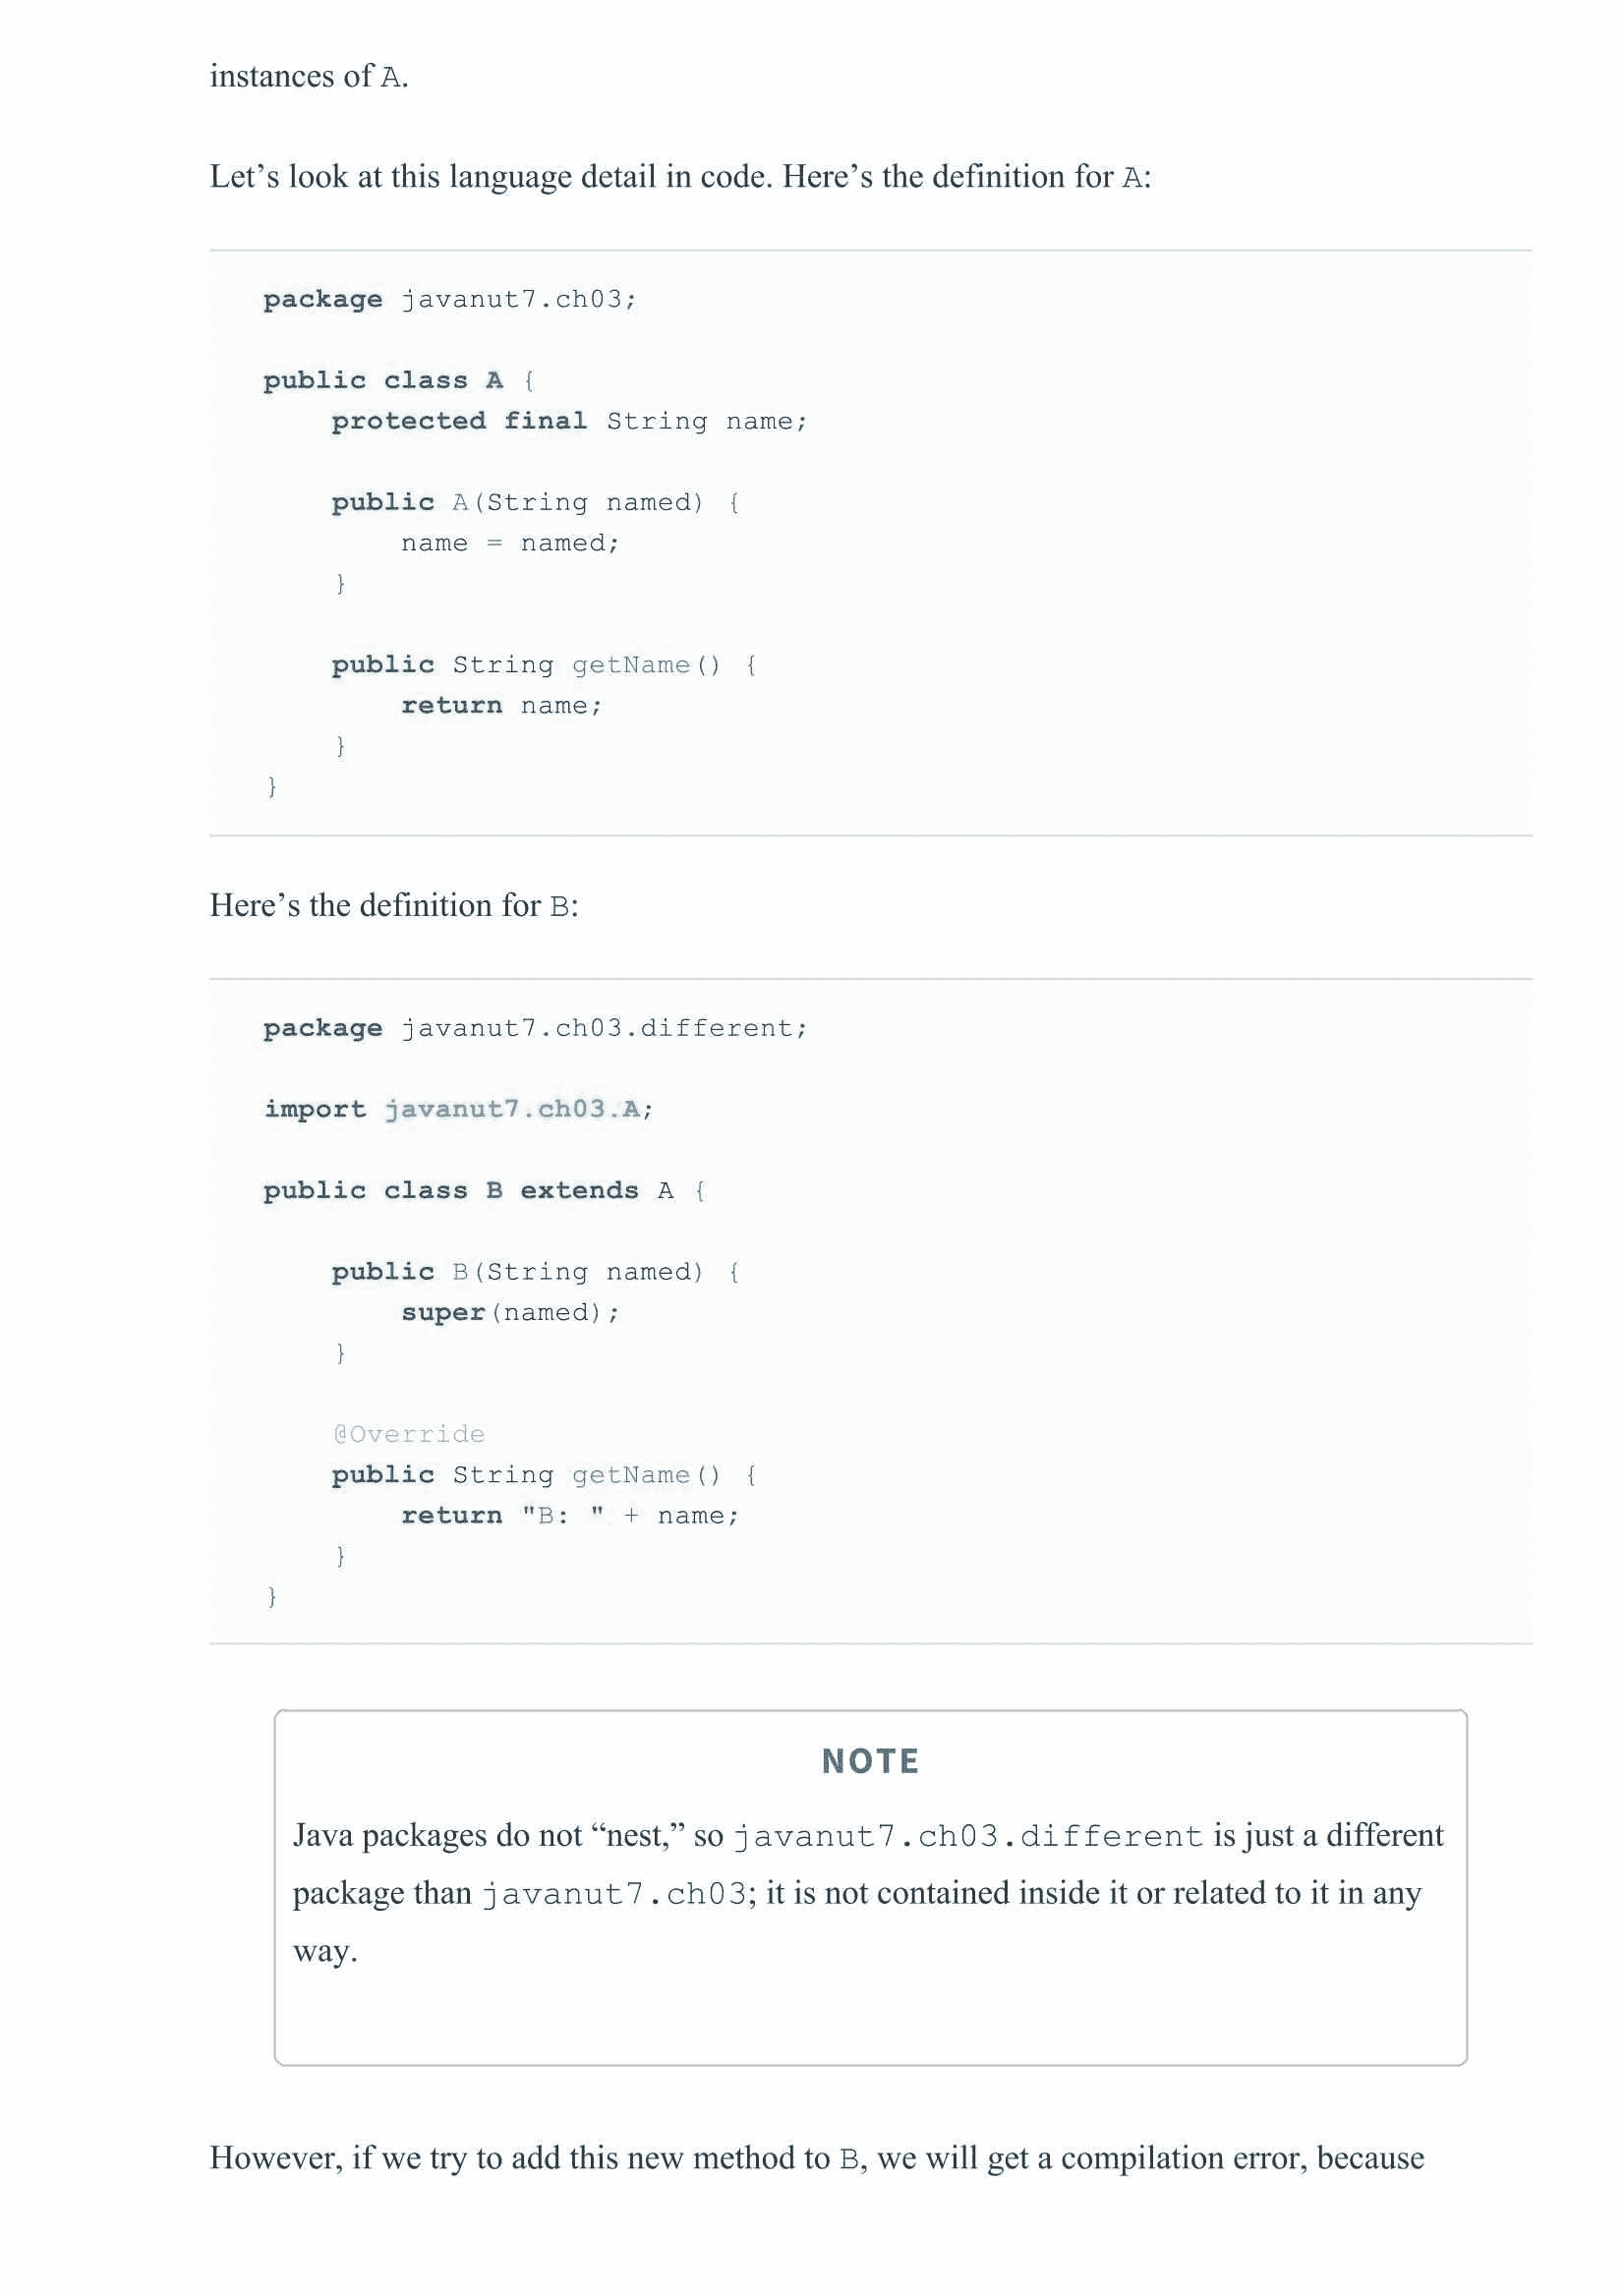 instances of A.
Let’s look at this language detail in code. Here’s the definition for A:
package javanut7.ch03;
public class A {
    protected final String name;
    public A(String named) {
        name = named;
    }
    public String getName() {
        return name;
    }
}
Here’s the definition for B:
package javanut7.ch03.different;
import javanut7.ch03.A;
public class B extends A {
    public B(String named) {
        super(named);
    }
    @Override
    public String getName() {
        return "B: " + name;
    }
}
NOTE
Java packages do not “nest,” so javanut7.ch03.different is just a different
package than javanut7.ch03; it is not contained inside it or related to it in any
way.
However, if we try to add this new method to B, we will get a compilation error, because